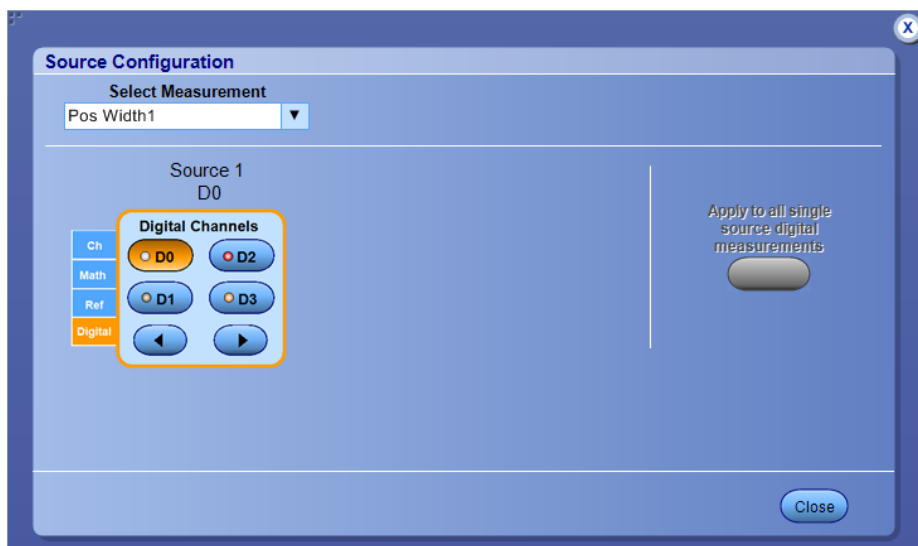 X
Source Configuration
Select Measurement
Pos Width1
Source 1
D0
Digital Channels
Ch
Math
Ref
Digital
D0
D2
D1
D3
Apply to all single
source digital
measurements
Close